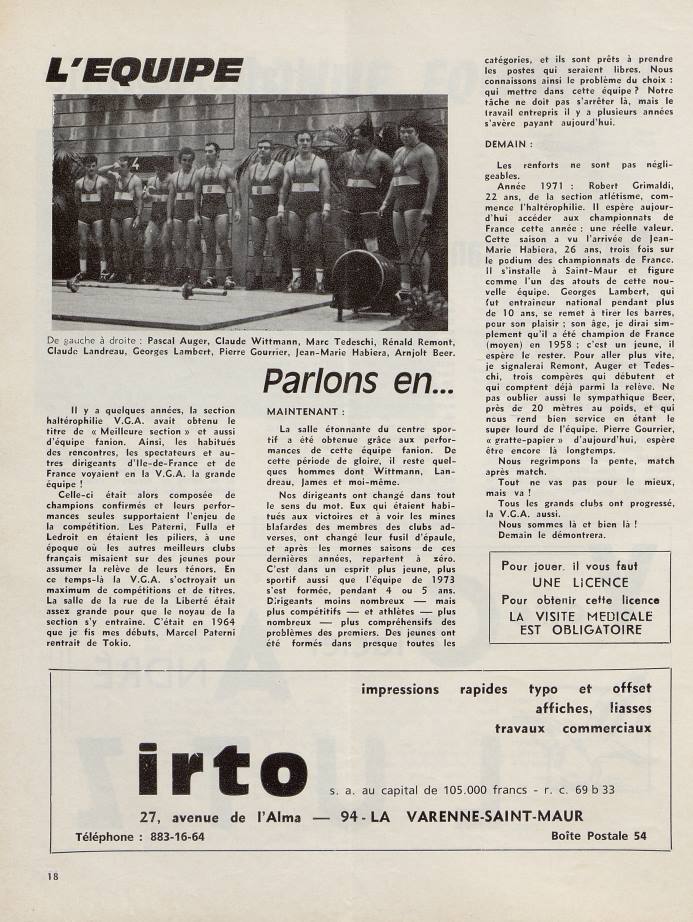 L'EQUIPE
De gauche à droite : Pascal Auger, Claude Wittmann, Marc Tedeschi, Rénald Remont,
Claude Landreau, Georges Lambert, Pierre Gourrier, Jean-Marie Habiera, Arnjolt Beer.
Parlons en...
Il y a quelques années, la section
haltérophilie V.G.A. avait obtenu le
titre de « Meilleure section » et aussi
d'équipe fanion. Ainsi, les habitués
des rencontres, les spectateurs et au-
tres dirigeants d'Ile-de-France et de
France voyaient en la V.G.A. la grande
équipe !
Celle-ci était alors composée de
champions confirmés et leurs perfor-
mances seules supportaient l'enjeu de
la compétition. Les Paterni, Fulla et
Ledroit en étaient les piliers, à une
époque où les autres meilleurs clubs
français misaient sur des jeunes pour
assumer la relève de leurs ténors. En
ce temps-là la V.G.A. s'octroyait un
maximum de compétitions et de titres.
La salle de la rue de la Liberté était
assez grande pour que le noyau de la
section s'y entraine. C'était en 1964
que je fis mes débuts, Marcel Paterni
rentrait de Tokio.
MAINTENANT :
La salle étonnante du centre spor-
tif a été obtenue grâce aux perfor-
mances de cette équipe fanion. De
cette période de gloire, il reste quel-
ques hommes dont Wittmann, Lan-
dreau, James et moi-même.
Nos dirigeants ont changé dans tout
le sens du mot. Eux qui étaient habi-
tués aux victoires et à voir les mines
blafardes des membres des clubs ad-
verses, ont changé leur fusil d'épaule,
et après les mornes saisons de ces
dernières années, repartent à zéro.
C'est dans un esprit plus jeune, plus
sportif aussi que l'équipe de 1973
s'est formée, pendant 4 ou 5 ans.
Dirigeants moins nombreux — mais
plus compétitifs — et athlètes — plus
nombreux — plus compréhensifs des
problèmes des premiers. Des jeunes ont
été formés dans presque toutes les
catégories, et ils sont prêts à prendre
les postes qui seraient libres. Nous
connaissons ainsi le problème du choix :
qui mettre dans cette équipe ? Notre
tâche ne doit pas s'arrêter là, mais le
travail entrepris il y a plusieurs années
s'avère payant aujourd'hui.
DEMAIN :
Les renforts ne sont pas négli-
geables.
Année 1971 : Robert Grimaldi,
22 ans, de la section atlétisme, com-
mence l'haltérophilie. Il espère aujour-
d'hui accéder aux championnats de
France cette année : une réelle valeur.
Cette saison a vu l'arrivée de Jean-
Marie Habiera, 26 ans, trois fois sur
le podium des championnats de France.
Il s'installe à Saint-Maur et figure
comme l'un des atouts de cette nou-
velle équipe. Georges Lambert, qui
fut entraineur national pendant plus
de 10 ans, se remet à tirer les barres,
pour son plaisir ; son âge, je dirai sim-
plement qu'il a été champion de France
(moyen) en 1958 ; c'est un jeune, il
espère le rester. Pour aller plus vite,
je signalerai Remont, Auger et Tedes-
chi, trois compères qui débutent et
qui comptent déjà parmi la relève. Ne
pas oublier aussi le sympathique Beer,
près de 20 mètres au poids, et qui
nous rend bien service en étant le
super lourd de l'équipe. Pierre Gourrier,
« gratte-papier » d'aujourd'hui, espère
être encore là longtemps.
Nous regrimpons la pente, match
après match.
Tout ne vas pas pour le mieux,
mais va !
Tous les grands clubs ont progressé,
la V.G.A. aussi.
Nous sommes là et bien là !
Demain le démontrera.
Pour jouer. il vous faut
UNE LICENCE
Pour obtenir cette licence
LA VISITE MEDICALE
EST OBLIGATOIRE
impressions rapides typo et offset
affiches, liasses
travaux commerciaux
irto
s. a. au capital de 105.000 francs - r. c. 69 b 33
27, avenue de l'Alma — 94 - LA VARENNE-SAINT-MAUR
Téléphone : 883-16-64
Boîte Postale 54
18